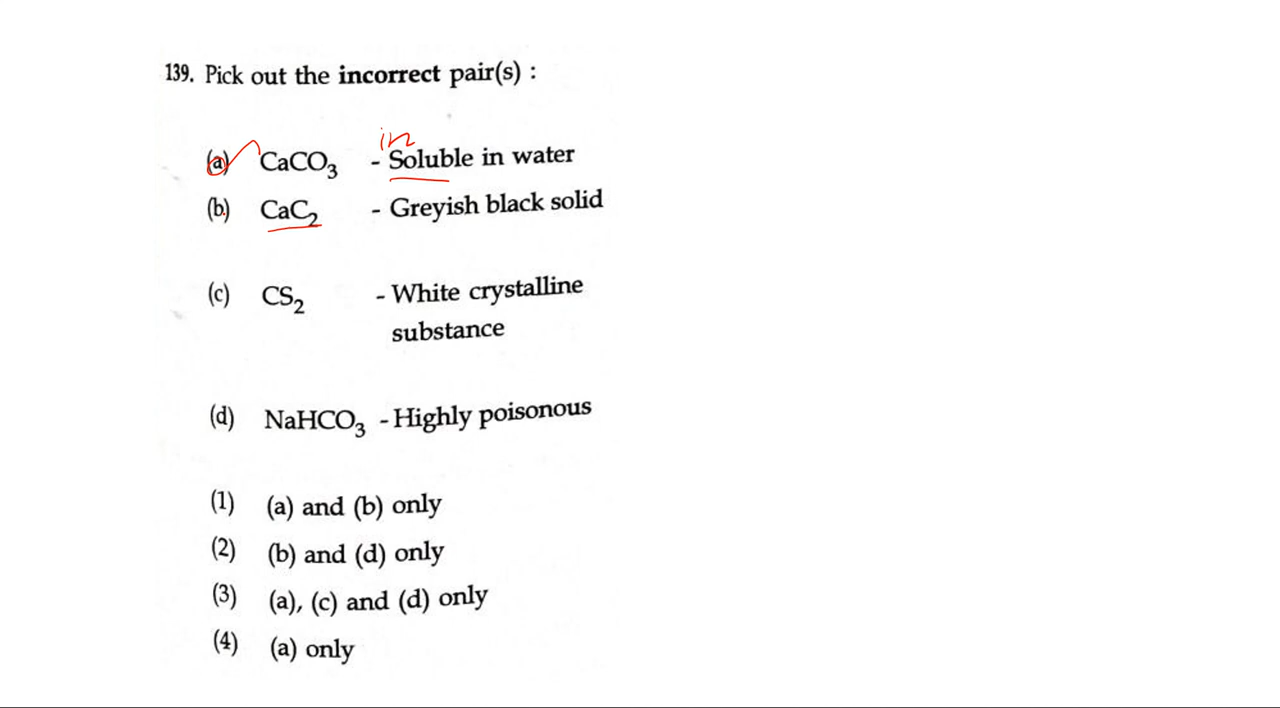 139. Pick out the incorrect pair(s) :
in
(a) CaCO₃ - Soluble in water
(b) CaC₂ - Greyish black solid
(c) CS₂ - White crystalline
substance
(d) NaHCO₃ - Highly poisonous
(1) (a) and (b) only
(2) (b) and (d) only
(3) (a), (c) and (d) only
(4) (a) only